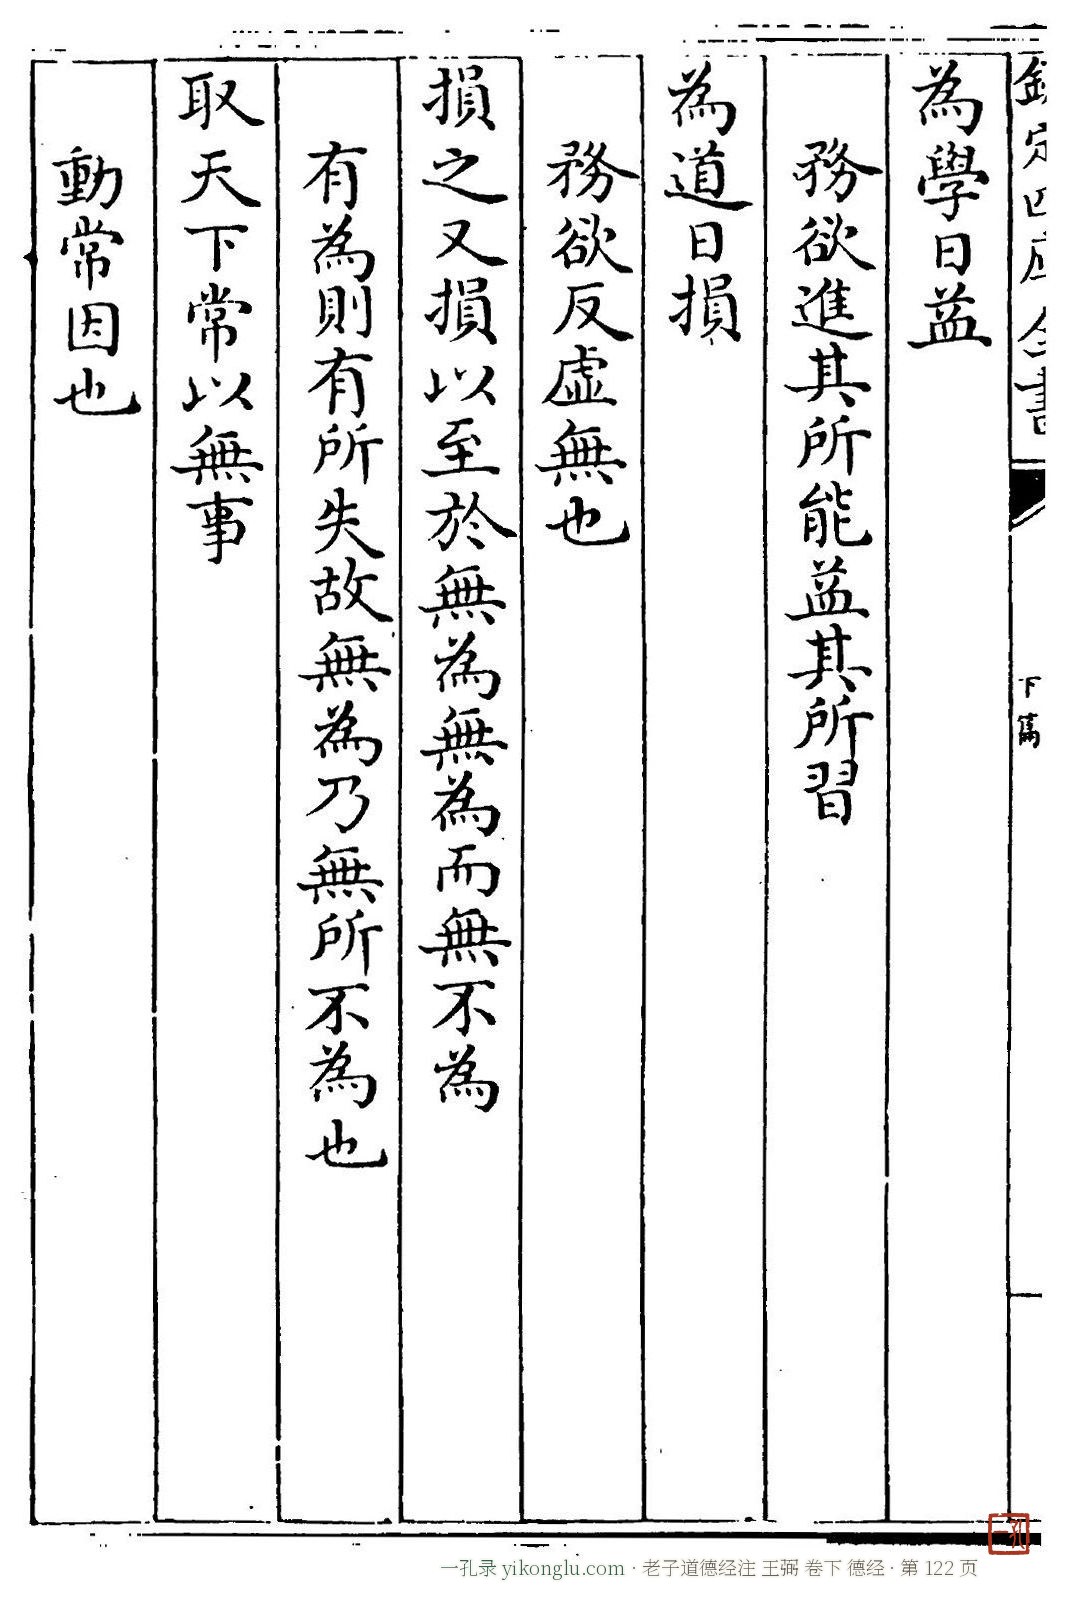 欽定四庫全書
下篇
為學日益
務欲進其所能益其所習
為道日損
務欲反虛無也
損之又損以至於無為無為而無不為
有為則有所失故無為乃無所不為也
取天下常以無事
動常因也
一孔
一孔录 yikonglu.com · 老子道德经注 王弼 卷下 德经 · 第 122 页